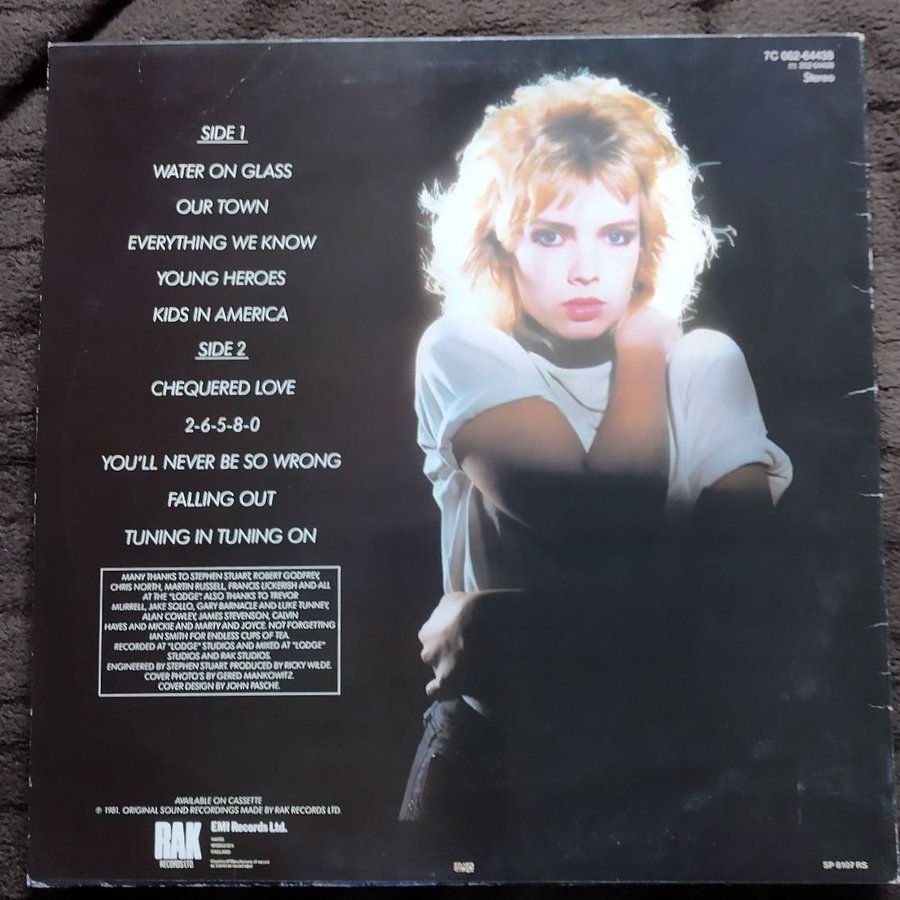 7C 062-64438
Stereo
SIDE 1
WATER ON GLASS
OUR TOWN
EVERYTHING WE KNOW
YOUNG HEROES
KIDS IN AMERICA
SIDE 2
CHEQUERED LOVE
2-6-5-8-0
YOU'LL NEVER BE SO WRONG
FALLING OUT
TUNING IN TUNING ON
MANY THANKS TO STEPHEN STUART, ROBERT GODFREY,
CHRIS NORTH, MARTIN RUSSELL, FRANCIS LICKERISH AND ALL
AT THE "LODGE". ALSO THANKS TO TREVOR
MURRELL, JAKE SOLLO, GARY BARNACLE AND LUKE TUNNEY,
ALAN COWLEY, JAMES STEVENSON, CALVIN
HAYES AND MICKIE AND MARTY AND JOYCE. NOT FORGETTING
IAN SMITH FOR ENDLESS CUPS OF TEA.
RECORDED AT "LODGE" STUDIOS AND MIXED AT "LODGE"
STUDIOS AND RAK STUDIOS.
ENGINEERED BY STEPHEN STUART. PRODUCED BY RICKY WILDE.
COVER PHOTO'S BY GERED MANKOWITZ.
COVER DESIGN BY JOHN PASCHE.
AVAILABLE ON CASSETTE
℗ 1981. ORIGINAL SOUND RECORDINGS MADE BY RAK RECORDS LTD.
RAK
RECORDS LTD.
EMI Records Ltd.
HAYES
MIDDLESEX
ENGLAND
SP 6107 RS